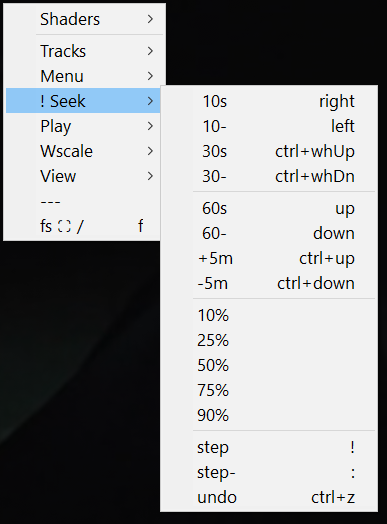 Shaders >
Tracks >
Menu >
! Seek >
Play >
Wscale >
View >
---
fs ⛶ / f
10s right
10- left
30s ctrl+whUp
30- ctrl+whDn
60s up
60- down
+5m ctrl+up
-5m ctrl+down
10%
25%
50%
75%
90%
step !
step- :
undo ctrl+z